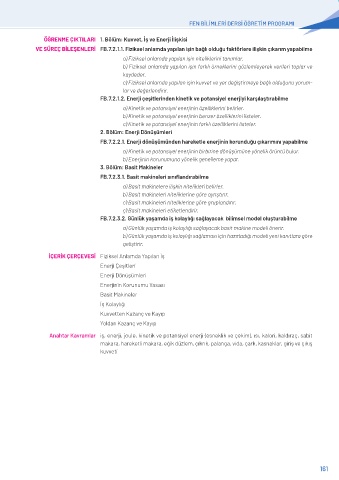 FEN BİLİMLERİ DERSİ ÖĞRETİM PROGRAMI
ÖĞRENME ÇIKTILARI
VE SÜREÇ BİLEŞENLERİ
1. Bölüm: Kuvvet, İş ve Enerji İlişkisi
FB.7.2.1.1. Fiziksel anlamda yapılan işin bağlı olduğu faktörlere ilişkin çıkarım yapabilme
a) Fiziksel anlamda yapılan işin niteliklerini tanımlar.
b) Fiziksel anlamda yapılan işin farklı örneklerini gözlemleyerek verileri toplar ve
kaydeder.
c) Fiziksel anlamda yapılan işin kuvvet ve yer değiştirmeye bağlı olduğunu yorum-
lar ve değerlendirir.
FB.7.2.1.2. Enerji çeşitlerinden kinetik ve potansiyel enerjiyi karşılaştırabilme
a) Kinetik ve potansiyel enerjinin özelliklerini belirler.
b) Kinetik ve potansiyel enerjinin benzer özelliklerini listeler.
c) Kinetik ve potansiyel enerjinin farklı özelliklerini listeler.
2. Bölüm: Enerji Dönüşümleri
FB.7.2.2.1. Enerji dönüşümünden hareketle enerjinin korunduğu çıkarımını yapabilme
a) Kinetik ve potansiyel enerjinin birbirine dönüşümüne yönelik örüntü bulur.
b) Enerjinin korunumuna yönelik genelleme yapar.
3. Bölüm: Basit Makineler
FB.7.2.3.1. Basit makineleri sınıflandırabilme
a) Basit makinelere ilişkin nitelikleri belirler.
b) Basit makineleri niteliklerine göre ayrıştırır.
c) Basit makineleri niteliklerine göre gruplandırır.
ç) Basit makineleri etiketlendirir.
FB.7.2.3.2. Günlük yaşamda iş kolaylığı sağlayacak bilimsel model oluşturabilme
a) Günlük yaşamda iş kolaylığı sağlayacak basit makine modeli önerir.
b) Günlük yaşamda iş kolaylığı sağlaması için hazırladığı modeli yeni kanıtlara göre
geliştirir.
İÇERİK ÇERÇEVESİ
Fiziksel Anlamda Yapılan İş
Enerji Çeşitleri
Enerji Dönüşümleri
Enerjinin Korunumu Yasası
Basit Makineler
İş Kolaylığı
Kuvvetten Kazanç ve Kayıp
Yoldan Kazanç ve Kayıp
Anahtar Kavramlar
iş, enerji, joule, kinetik ve potansiyel enerji (esneklik ve çekim), ısı, kalori, kaldıraç, sabit
makara, hareketli makara, eğik düzlem, çıkrık, palanga, vida, çark, kasnaklar, giriş ve çıkış
kuvveti
161